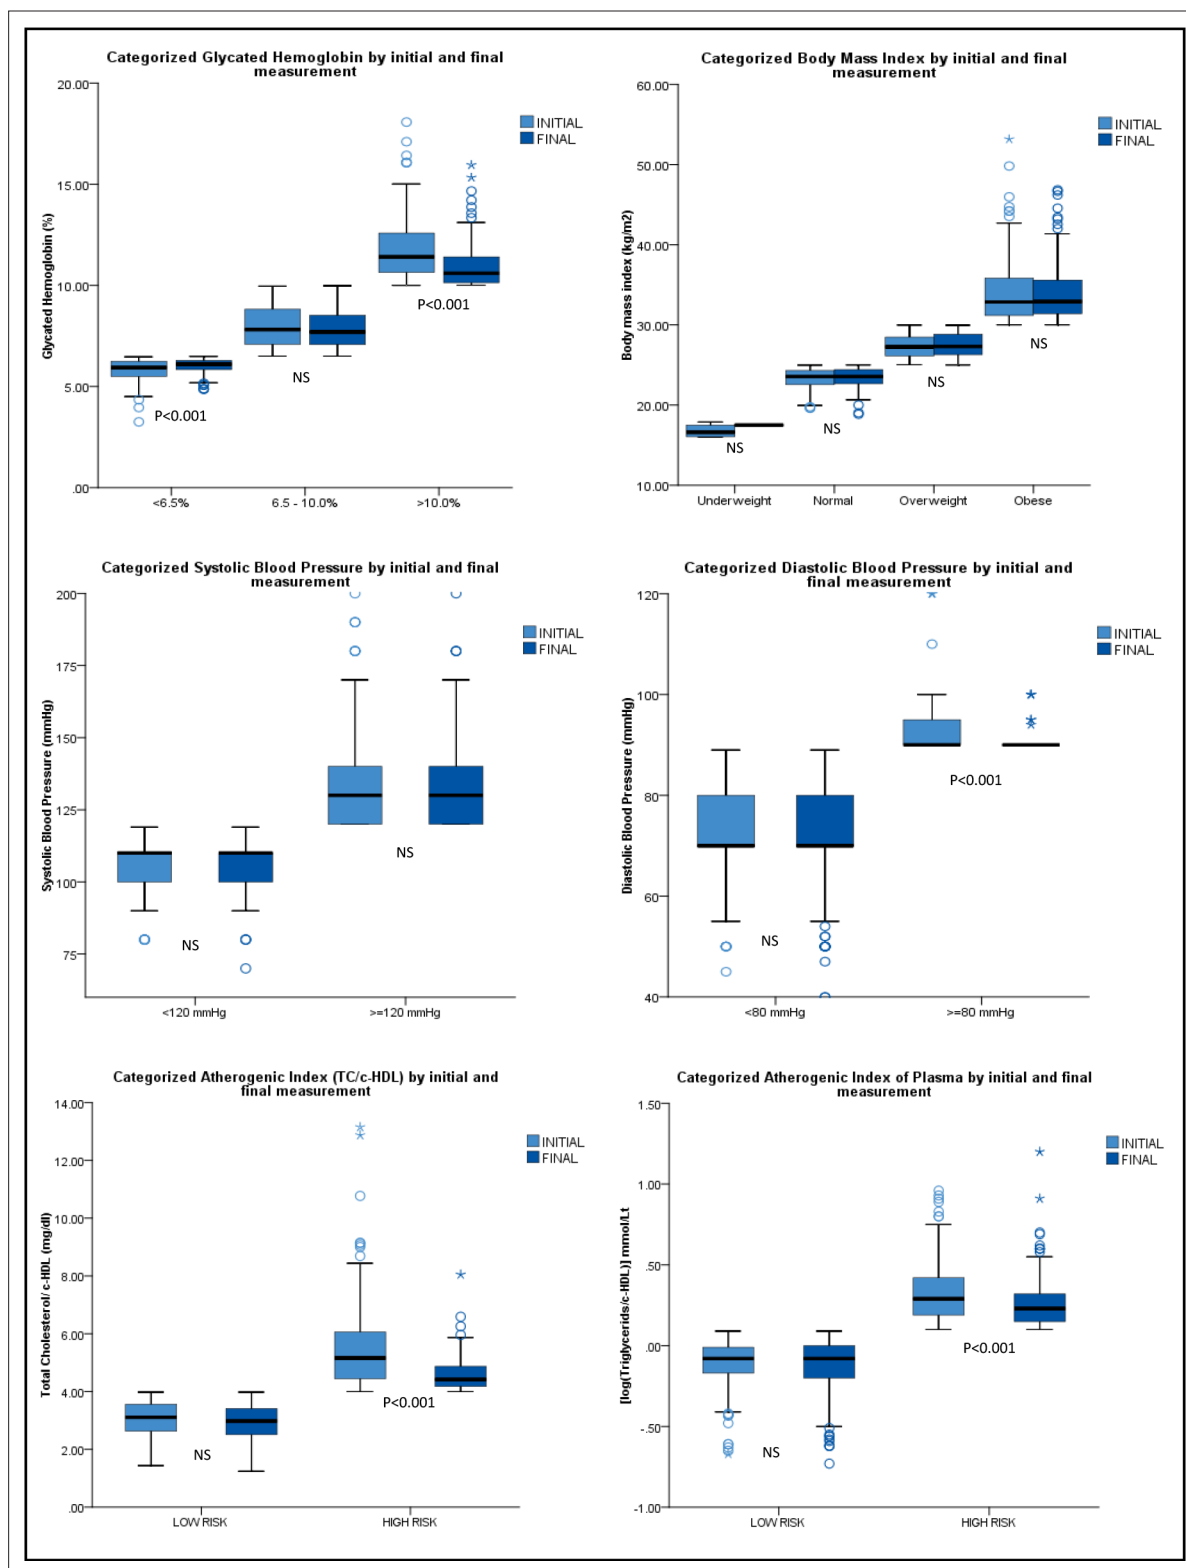 Categorized Glycated Hemoglobin by initial and final
measurement
20.00
15.00
10.00
5.00
.00
Glycated Hemoglobin (%)
INITIAL
FINAL
P<0.001
NS
P<0.001
<6.5%
6.5 - 10.0%
>10.0%
Categorized Body Mass Index by initial and final
measurement
60.00
50.00
40.00
30.00
20.00
10.00
Body mass index (kg/m2)
INITIAL
FINAL
NS
NS
NS
NS
Underweight
Normal
Overweight
Obese
Categorized Systolic Blood Pressure by initial and final
measurement
200
175
150
125
100
75
Systolic Blood Pressure (mmHg)
INITIAL
FINAL
NS
NS
<120 mmHg
>=120 mmHg
Categorized Diastolic Blood Pressure by initial and
final measurement
120
100
80
60
40
Diastolic Blood Pressure (mmHg)
INITIAL
FINAL
P<0.001
NS
<80 mmHg
>=80 mmHg
Categorized Atherogenic Index (TC/c-HDL) by initial and
final measurement
14.00
12.00
10.00
8.00
6.00
4.00
2.00
.00
Total Cholesterol/ c-HDL (mg/dl)
INITIAL
FINAL
P<0.001
NS
LOW RISK
HIGH RISK
Categorized Atherogenic Index of Plasma by initial and final
measurement
1.50
1.00
.50
.00
-.50
-1.00
[log(Triglycerids/c-HDL)] mmol/Lt
INITIAL
FINAL
P<0.001
NS
LOW RISK
HIGH RISK